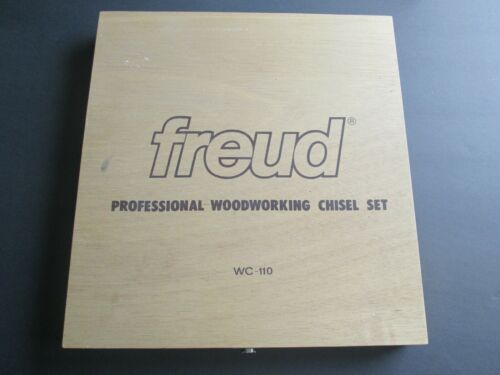 freud®
PROFESSIONAL WOODWORKING CHISEL SET
WC-110